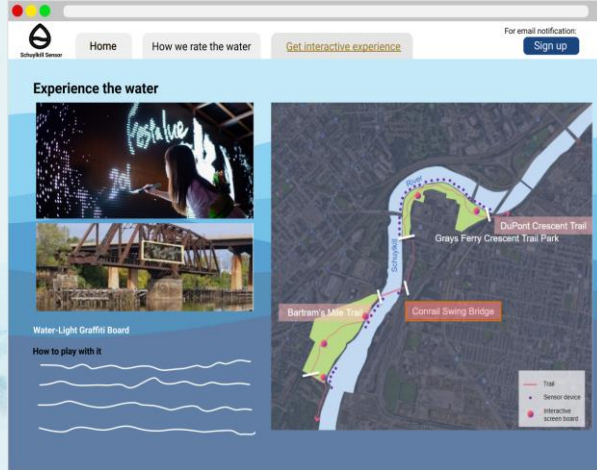 For email notification:
Schuylkill Sensor
Home
How we rate the water
Get interactive experience
Sign up
Experience the water
River
Schuylkill
DuPont Crescent Trail
Grays Ferry Crescent Trail Park
Bartram's Mile Trail
Conrail Swing Bridge
Water-Light Graffiti Board
How to play with it
Trail
Sensor device
Interactive
screen board